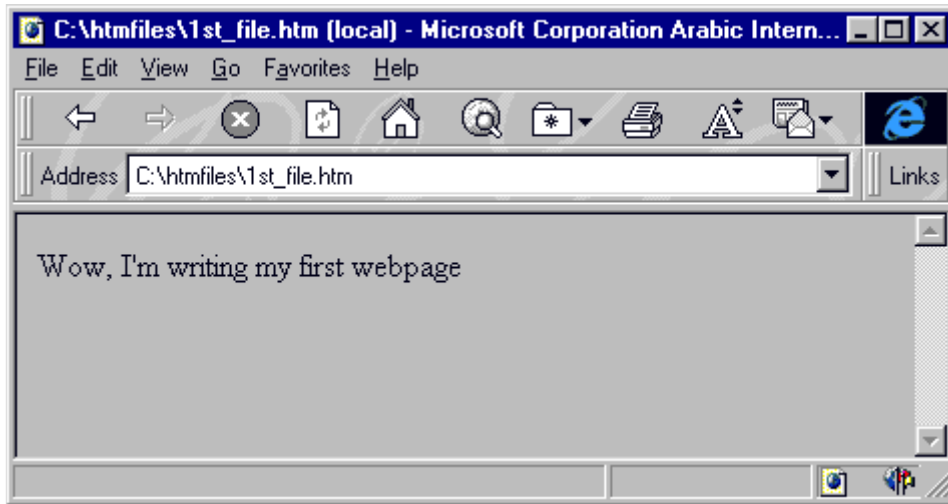 C:\htmfiles\1st_file.htm (local) - Microsoft Corporation Arabic Intern...
File Edit View Go Favorites Help
Address C:\htmfiles\1st_file.htm Links
Wow, I'm writing my first webpage